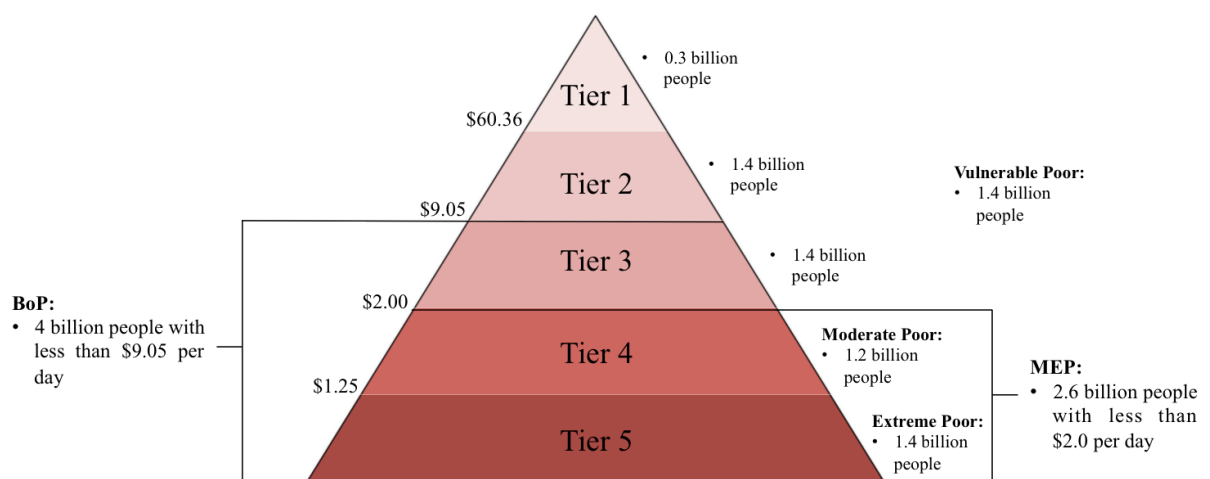 • 0.3 billion
people
Tier 1
$60.36
• 1.4 billion
people
Tier 2
Vulnerable Poor:
• 1.4 billion
people
$9.05
Tier 3
• 1.4 billion
people
$2.00
BoP:
• 4 billion people with
less than $9.05 per
day
Tier 4
Moderate Poor:
• 1.2 billion
people
$1.25
MEP:
• 2.6 billion people
with less than
$2.0 per day
Tier 5
Extreme Poor:
• 1.4 billion
people